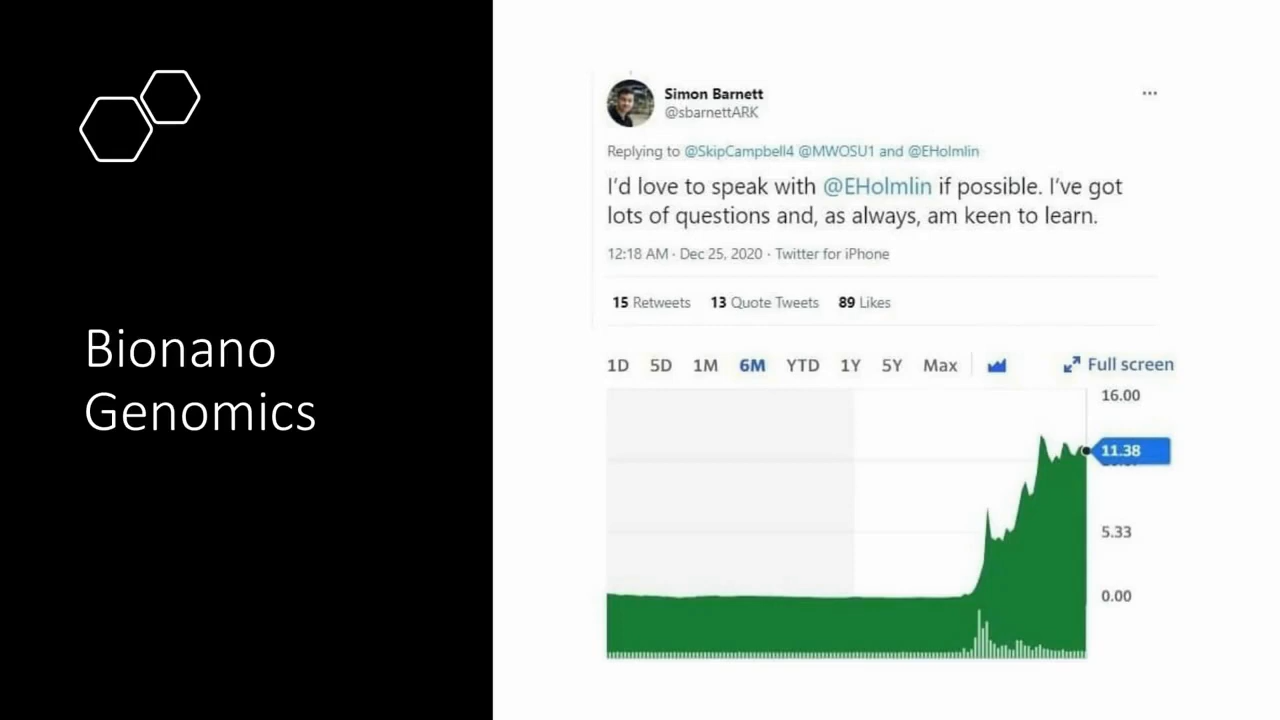 Bionano
Genomics
Simon Barnett
@sbarnettARK
...
Replying to @SkipCampbell4 @MWOSU1 and @EHolmlin
I'd love to speak with @EHolmlin if possible. I've got
lots of questions and, as always, am keen to learn.
12:18 AM · Dec 25, 2020 · Twitter for iPhone
15 Retweets 13 Quote Tweets 89 Likes
1D 5D 1M 6M YTD 1Y 5Y Max Full screen
16.00
11.38
5.33
0.00